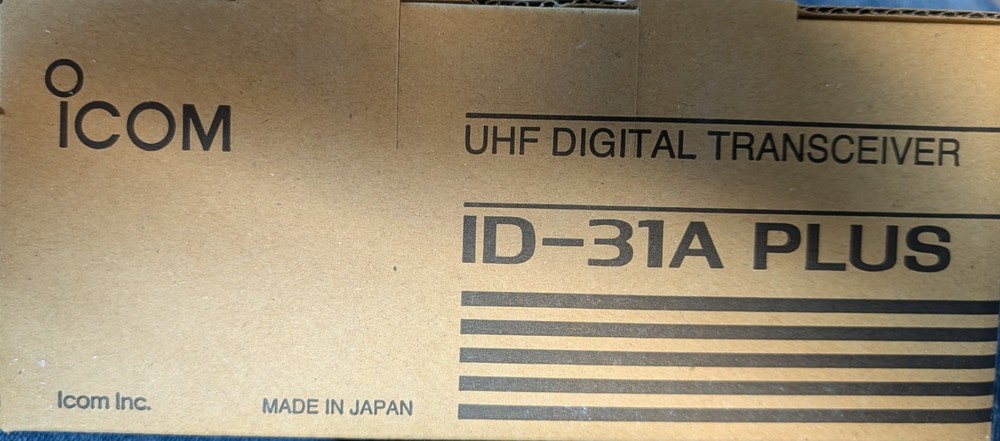 ICOM
UHF DIGITAL TRANSCEIVER
ID-31A PLUS
Icom Inc.
MADE IN JAPAN